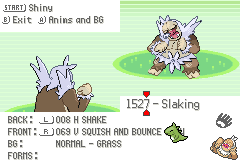 START Shiny
B Exit A Anims and BG
1527 - Slaking
BACK: L 008 H SHAKE
FRONT: R 069 V SQUISH AND BOUNCE
BG: NORMAL - GRASS
FORMS: